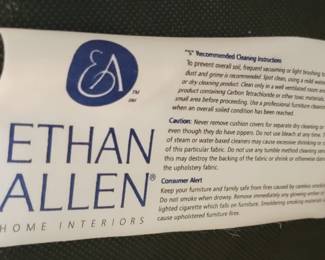 EA
™
ETHAN
ALLEN®
HOME INTERIORS
"S" Recommended Cleaning Instructions
To prevent overall soil, frequent vacuuming or light brushing to
dust and grime is recommended. Spot clean, using a mild water
or dry cleaning product. Clean only in a well ventilated room and
product containing Carbon Tetrachloride or other toxic materials.
small area before proceeding. Use a professional furniture cleaning
when an overall soiled condition has been reached.
Caution: Never remove cushion covers for separate dry cleaning or
even though they do have zippers. Do not use bleach at any time.
of steam or water-based cleaners may cause excessive shrinking or
of this particular fabric. Do not use any tumble method cleaning
this may destroy the backing of the fabric or shrink or otherwise
the upholstery fabric.
Consumer Alert
Keep your furniture and family safe from fires caused by careless
Do not smoke when drowsy. Remove immediately any glowing
lighted cigarette which falls on furniture. Smoldering smoking materials
cause upholstered furniture fires.